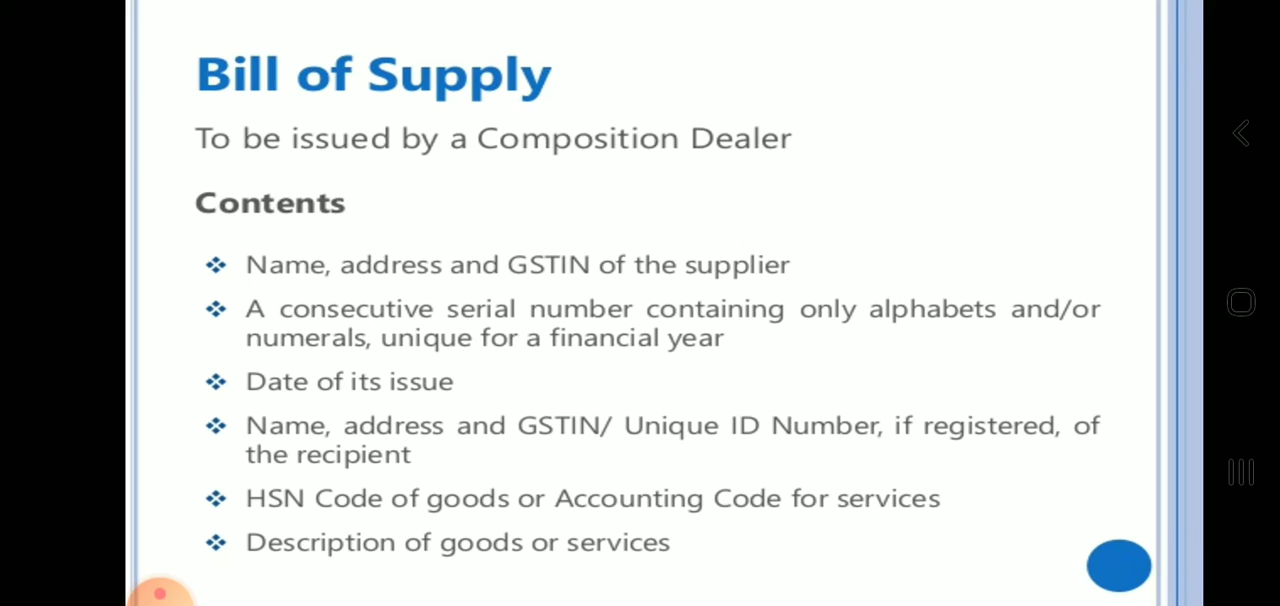 Bill of Supply
To be issued by a Composition Dealer
Contents
Name, address and GSTIN of the supplier
A consecutive serial number containing only alphabets and/or
numerals, unique for a financial year
Date of its issue
Name, address and GSTIN/ Unique ID Number, if registered, of
the recipient
HSN Code of goods or Accounting Code for services
Description of goods or services